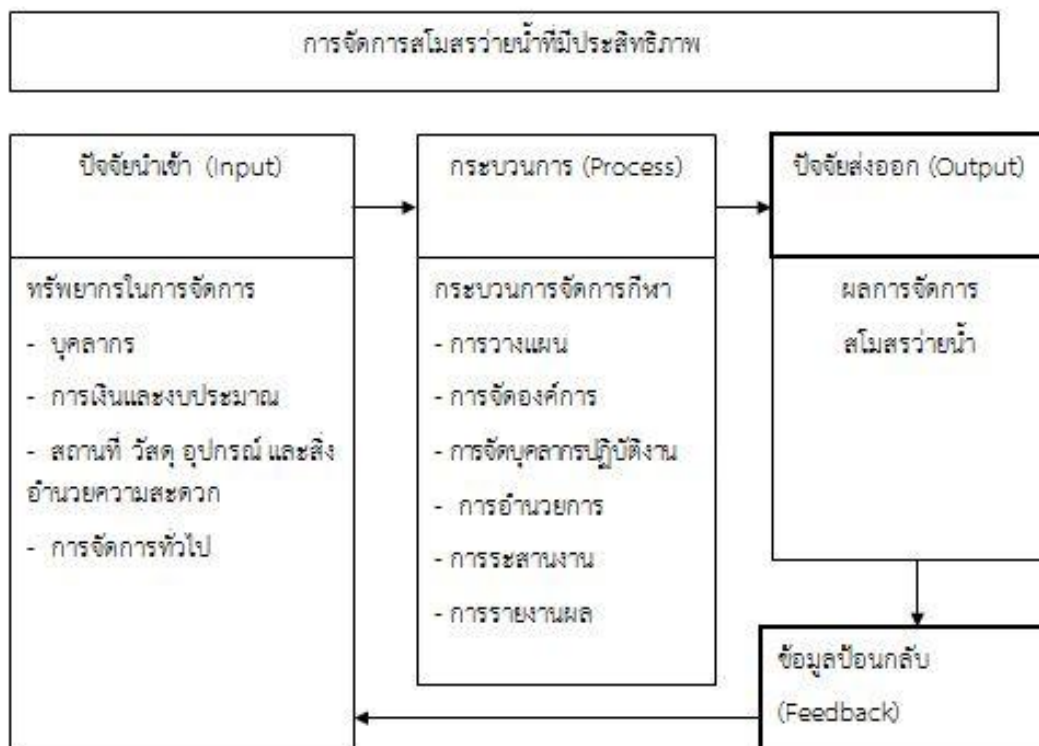 การจัดการสโมสรว่ายน้ำที่มีประสิทธิภาพ
ปัจจัยนำเข้า (Input)
ทรัพยากรในการจัดการ
- บุคลากร
- การเงินและงบประมาณ
- สถานที่ วัสดุ อุปกรณ์ และสิ่ง
อำนวยความสะดวก
- การจัดการทั่วไป
กระบวนการ (Process)
กระบวนการจัดการกีฬา
- การวางแผน
- การจัดองค์การ
- การจัดบุคลากรปฏิบัติงาน
- การอำนวยการ
- การระสานงาน
- การรายงานผล
ปัจจัยส่งออก (Output)
ผลการจัดการ
สโมสรว่ายน้ำ
ข้อมูลป้อนกลับ
(Feedback)